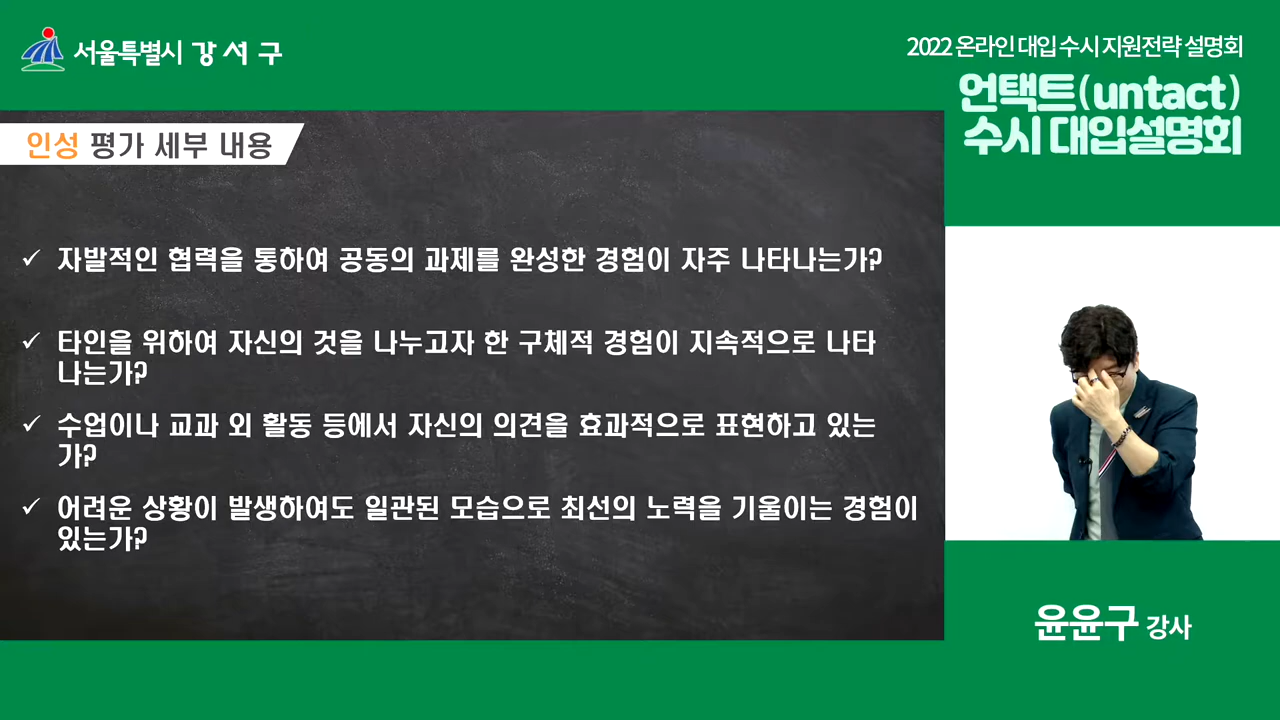 서울특별시 강서구
2022 온라인 대입 수시 지원전략 설명회
언택트(untact)
수시 대입설명회
인성 평가 세부 내용
✓ 자발적인 협력을 통하여 공동의 과제를 완성한 경험이 자주 나타나는가?
✓ 타인을 위하여 자신의 것을 나누고자 한 구체적 경험이 지속적으로 나타
나는가?
✓ 수업이나 교과 외 활동 등에서 자신의 의견을 효과적으로 표현하고 있는
가?
✓ 어려운 상황이 발생하여도 일관된 모습으로 최선의 노력을 기울이는 경험이
있는가?
윤윤구 강사